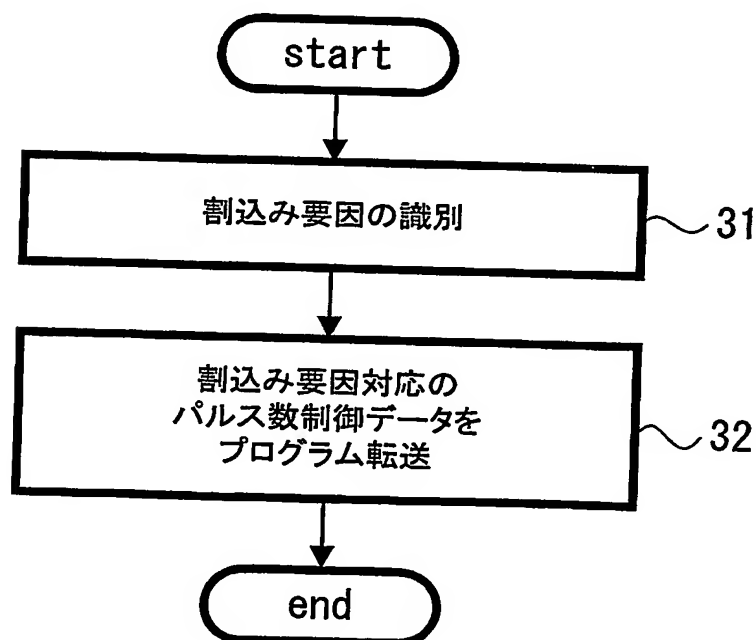 start
割込み要因の識別
31
割込み要因対応の
パルス数制御データを
プログラム転送
32
end